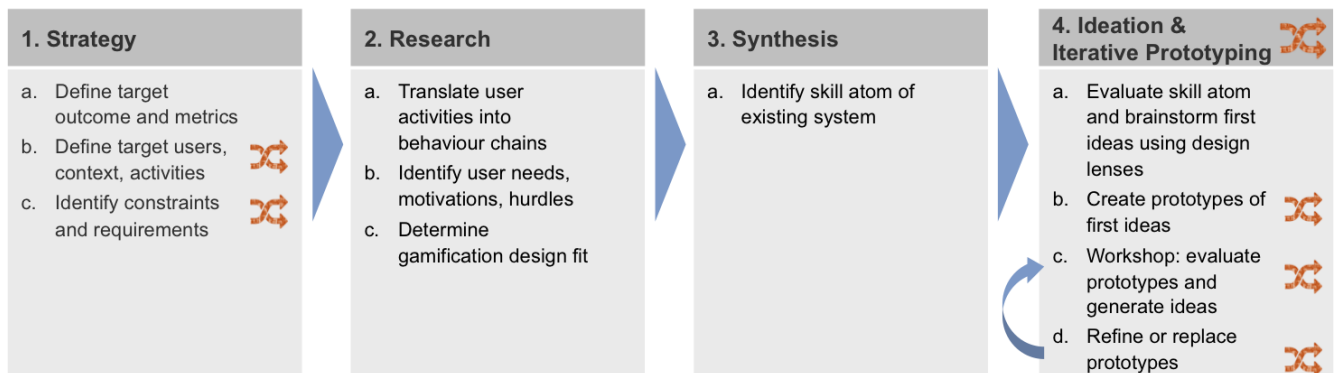 1. Strategy
a. Define target
outcome and metrics
b. Define target users,
context, activities
c. Identify constraints
and requirements
2. Research
a. Translate user
activities into
behaviour chains
b. Identify user needs,
motivations, hurdles
c. Determine
gamification design fit
3. Synthesis
a. Identify skill atom of
existing system
4. Ideation &
Iterative Prototyping
a. Evaluate skill atom
and brainstorm first
ideas using design
lenses
b. Create prototypes of
first ideas
c. Workshop: evaluate
prototypes and
generate ideas
d. Refine or replace
prototypes